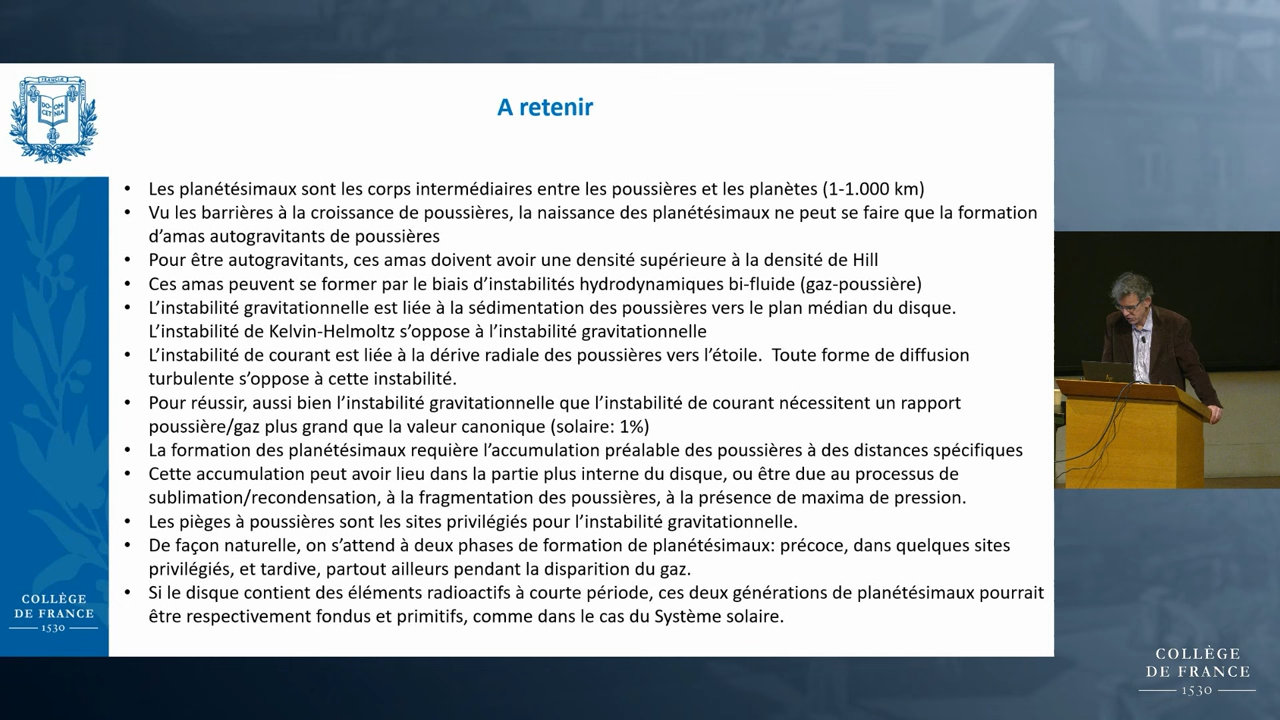 FRANCIA
DO CET
OM NIA
A retenir
• Les planétésimaux sont les corps intermédiaires entre les poussières et les planètes (1-1.000 km)
• Vu les barrières à la croissance de poussières, la naissance des planétésimaux ne peut se faire que la formation
d’amas autogravitants de poussières
• Pour être autogravitants, ces amas doivent avoir une densité supérieure à la densité de Hill
• Ces amas peuvent se former par le biais d’instabilités hydrodynamiques bi-fluide (gaz-poussière)
• L’instabilité gravitationnelle est liée à la sédimentation des poussières vers le plan médian du disque.
L’instabilité de Kelvin-Helmoltz s’oppose à l’instabilité gravitationnelle
• L’instabilité de courant est liée à la dérive radiale des poussières vers l’étoile. Toute forme de diffusion
turbulente s’oppose à cette instabilité.
• Pour réussir, aussi bien l’instabilité gravitationnelle que l’instabilité de courant nécessitent un rapport
poussière/gaz plus grand que la valeur canonique (solaire: 1%)
• La formation des planétésimaux requière l’accumulation préalable des poussières à des distances spécifiques
• Cette accumulation peut avoir lieu dans la partie plus interne du disque, ou être due au processus de
sublimation/recondensation, à la fragmentation des poussières, à la présence de maxima de pression.
• Les pièges à poussières sont les sites privilégiés pour l’instabilité gravitationnelle.
• De façon naturelle, on s’attend à deux phases de formation de planétésimaux: précoce, dans quelques sites
privilégiés, et tardive, partout ailleurs pendant la disparition du gaz.
• Si le disque contient des éléments radioactifs à courte période, ces deux générations de planétésimaux pourrait
être respectivement fondus et primitifs, comme dans le cas du Système solaire.
COLLÈGE
DE FRANCE
1530
COLLÈGE
DE FRANCE
1530